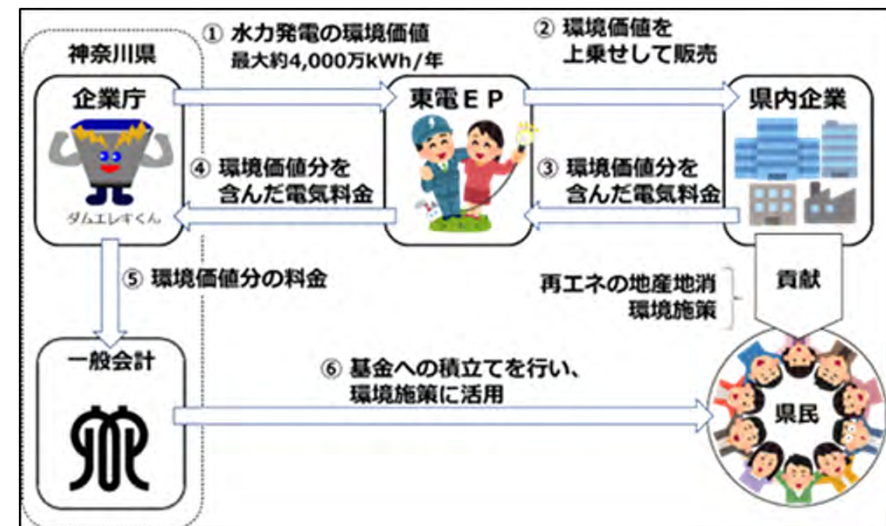 神奈川県
企業庁
ダムエレキくん
① 水力発電の環境価値
最大約4,000万kWh/年
東電ＥＰ
② 環境価値を
上乗せして販売
県内企業
③ 環境価値分を
含んだ電気料金
④ 環境価値分を
含んだ電気料金
⑤ 環境価値分の料金
一般会計
再エネの地産地消
環境施策
貢献
⑥ 基金への積立てを行い、
環境施策に活用
県民